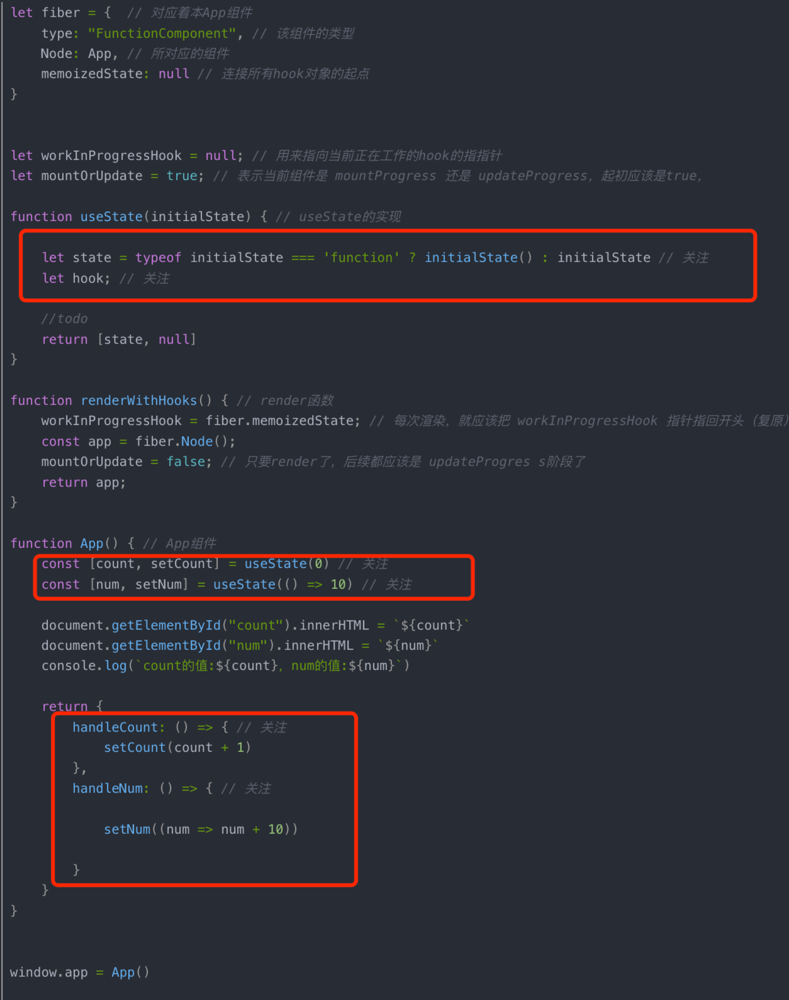 let fiber = {  // 对应着本App组件
    type: "FunctionComponent", // 该组件的类型
    Node: App, // 所对应的组件
    memoizedState: null // 连接所有hook对象的起点
}
let workInProgressHook = null; // 用来指向当前正在工作的hook的指指针
let mountOrUpdate = true; // 表示当前组件是 mountProgress 还是 updateProgress，起初应该是true，
function useState(initialState) { // useState的实现
    let state = typeof initialState === 'function' ? initialState() : initialState // 关注
    let hook; // 关注
    //todo
    return [state, null]
}
function renderWithHooks() { // render函数
    workInProgressHook = fiber.memoizedState; // 每次渲染，就应该把 workInProgressHook 指针指回开头（复原）
    const app = fiber.Node();
    mountOrUpdate = false; // 只要render了，后续都应该是 updateProgres s阶段了
    return app;
}
function App() { // App组件
    const [count, setCount] = useState(0) // 关注
    const [num, setNum] = useState(() => 10) // 关注
    document.getElementById("count").innerHTML = `${count}`
    document.getElementById("num").innerHTML = `${num}`
    console.log(`count的值:${count}，num的值:${num}`)
    return {
        handleCount: () => { // 关注
            setCount(count + 1)
        },
        handleNum: () => { // 关注
            setNum((num => num + 10))
        }
    }
}
window.app = App()